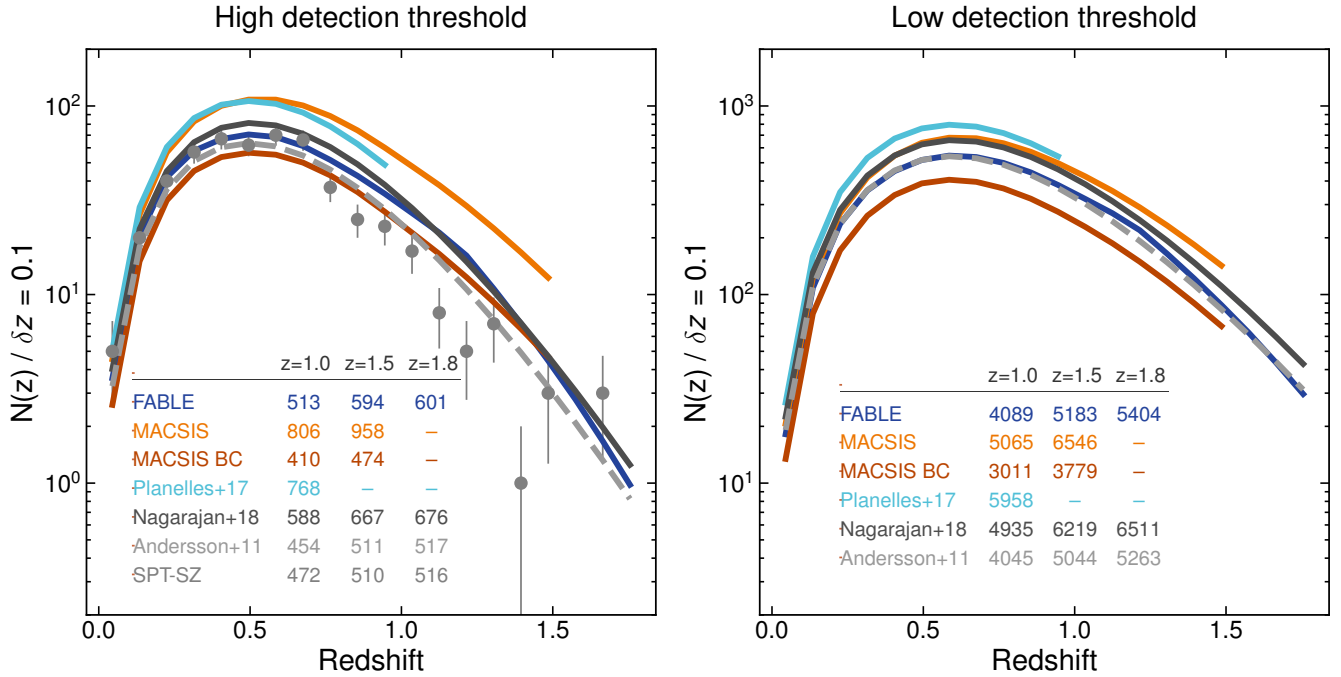 High detection threshold
Low detection threshold
N(z) / δz = 0.1
10²
10¹
10⁰
z=1.0 z=1.5 z=1.8
FABLE 513 594 601
MACSIS 806 958 –
MACSIS BC 410 474 –
Planelles+17 768 – –
Nagarajan+18 588 667 676
Andersson+11 454 511 517
SPT-SZ 472 510 516
0.0 0.5 1.0 1.5
Redshift
N(z) / δz = 0.1
10³
10²
10¹
z=1.0 z=1.5 z=1.8
FABLE 4089 5183 5404
MACSIS 5065 6546 –
MACSIS BC 3011 3779 –
Planelles+17 5958 – –
Nagarajan+18 4935 6219 6511
Andersson+11 4045 5044 5263
0.0 0.5 1.0 1.5
Redshift